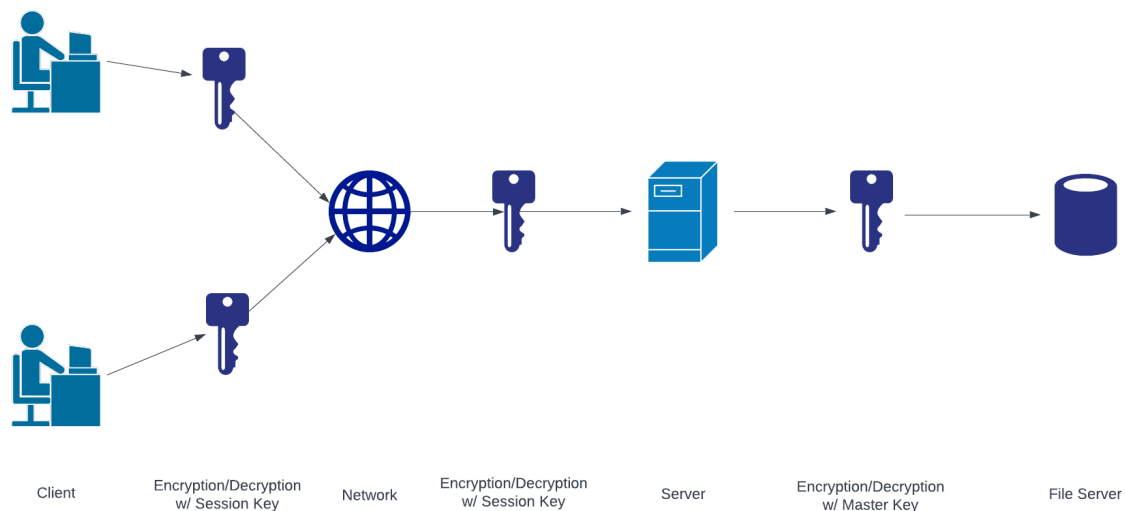 Client
Encryption/Decryption
w/ Session Key
Network
Encryption/Decryption
w/ Session Key
Server
Encryption/Decryption
w/ Master Key
File Server